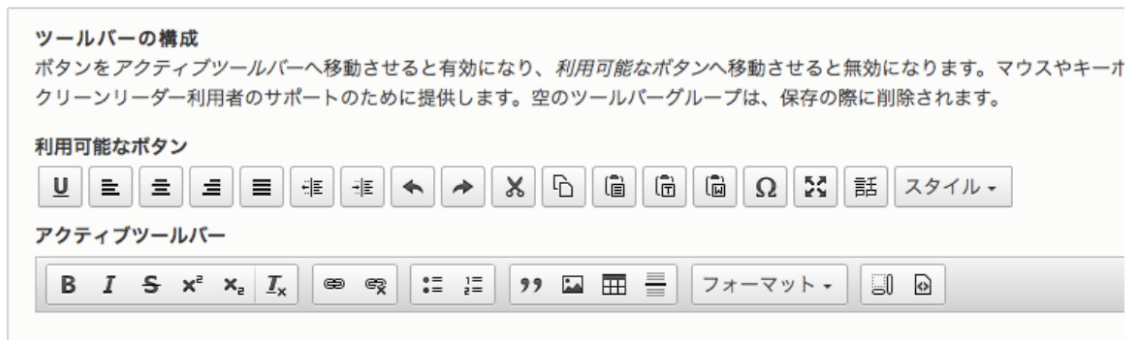 ツールバーの構成
ボタンをアクティブツールバーへ移動させると有効になり、利用可能なボタンへ移動させると無効になります。マウスやキーボ
クリーンリーダー利用者のサポートのために提供します。空のツールバーグループは、保存の際に削除されます。
利用可能なボタン
U Ω 話 スタイル
アクティブツールバー
B I S x² x₂ Ix フォーマット